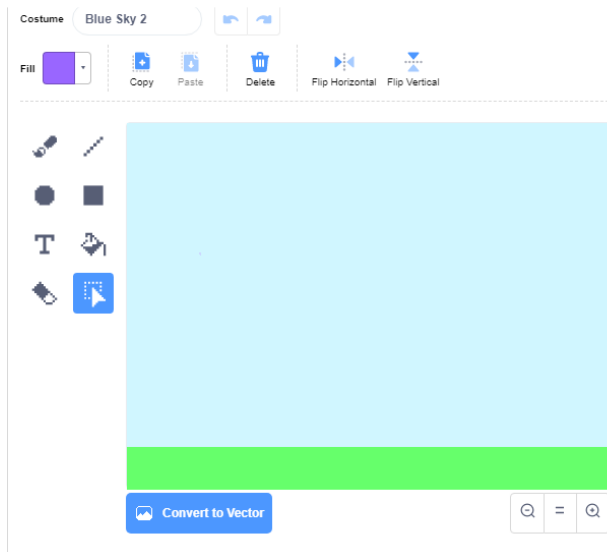 Costume Blue Sky 2
Fill
Copy Paste Delete Flip Horizontal Flip Vertical
T
Convert to Vector